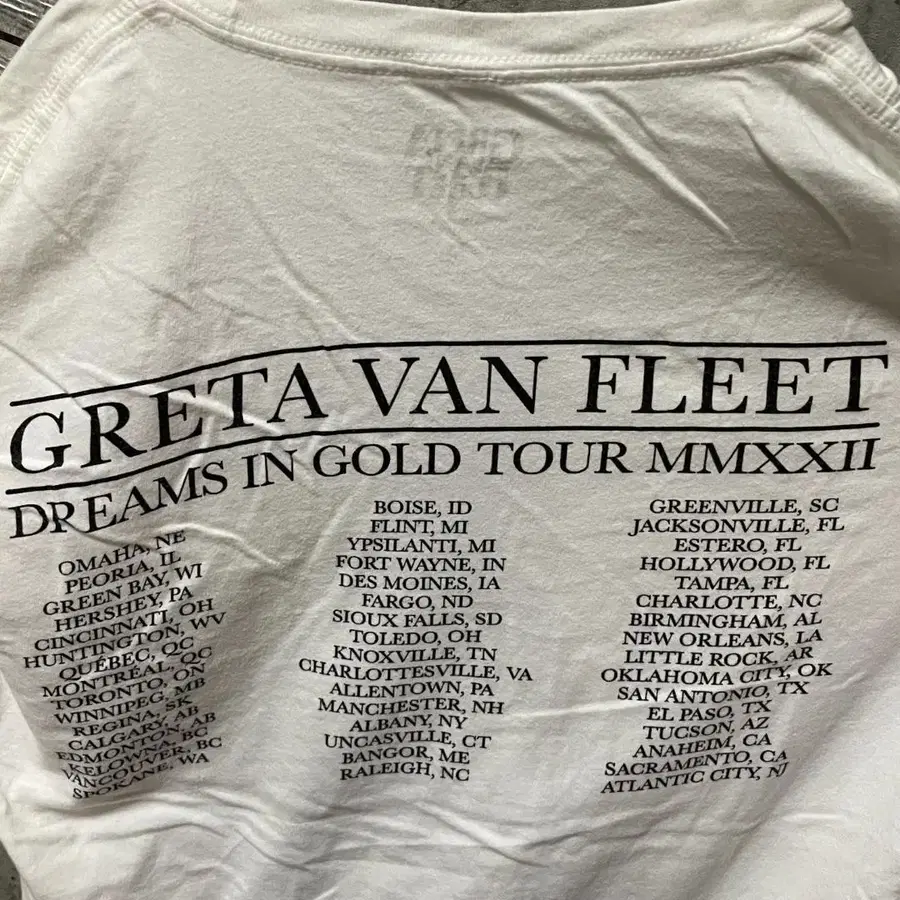 GRETA VAN FLEET
DREAMS IN GOLD TOUR MMXXII
OMAHA, NE
PEORIA, IL
GREEN BAY, WI
HERSHEY, PA
CINCINNATI, OH
HUNTINGTON, WV
QUÉBEC, QC
MONTRÉAL, QC
TORONTO, ON
WINNIPEG, MB
REGINA, SK
CALGARY, AB
EDMONTON, AB
KELOWNA, BC
VANCOUVER, BC
SPOKANE, WA
BOISE, ID
FLINT, MI
YPSILANTI, MI
FORT WAYNE, IN
DES MOINES, IA
FARGO, ND
SIOUX FALLS, SD
TOLEDO, OH
KNOXVILLE, TN
CHARLOTTESVILLE, VA
ALLENTOWN, PA
MANCHESTER, NH
ALBANY, NY
UNCASVILLE, CT
BANGOR, ME
RALEIGH, NC
GREENVILLE, SC
JACKSONVILLE, FL
ESTERO, FL
HOLLYWOOD, FL
TAMPA, FL
CHARLOTTE, NC
BIRMINGHAM, AL
NEW ORLEANS, LA
LITTLE ROCK, AR
OKLAHOMA CITY, OK
SAN ANTONIO, TX
EL PASO, TX
TUCSON, AZ
ANAHEIM, CA
SACRAMENTO, CA
ATLANTIC CITY, NJ